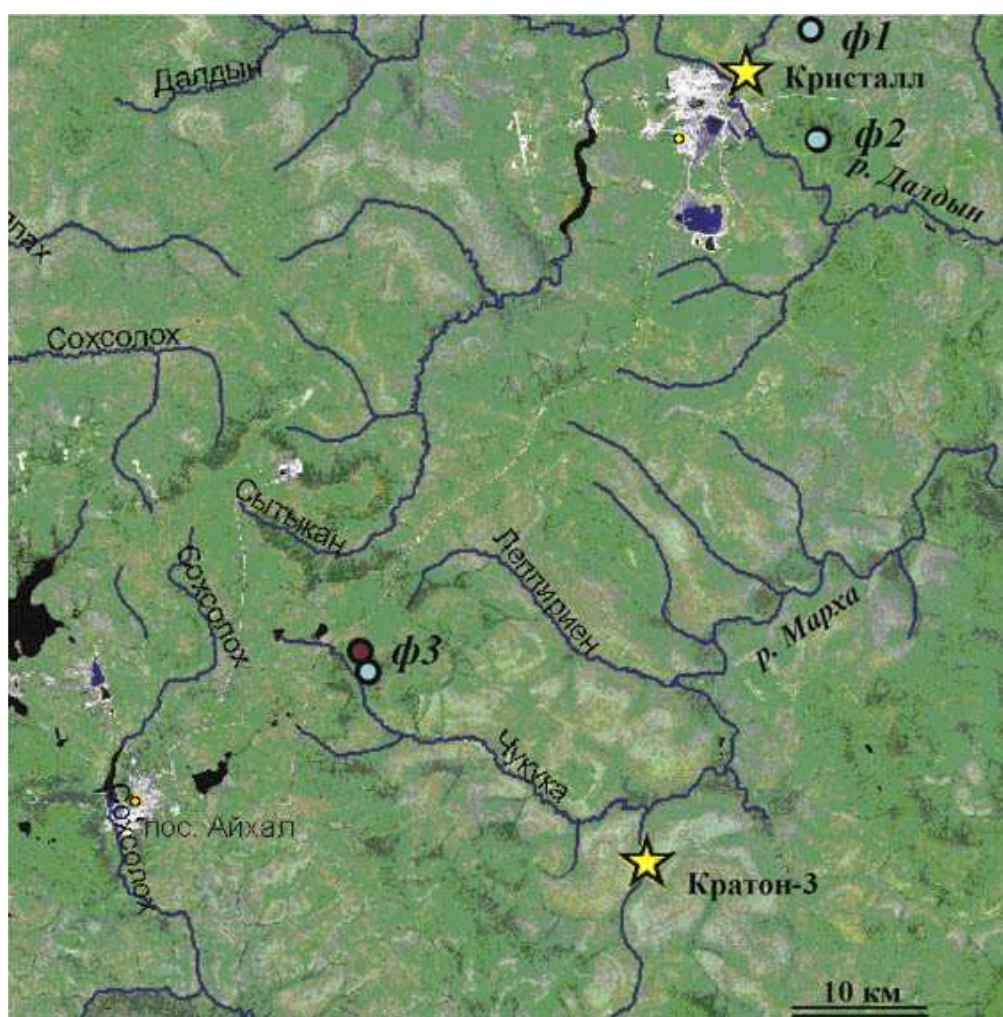 ф1
Далдын
Кристалл
ф2
р. Далдын
Сохсолох
Сытыкан
Сохсолох
Леппириен
р. Марха
ф3
Чукука
Сохсолох
пос. Айхал
Кратон-3
10 км